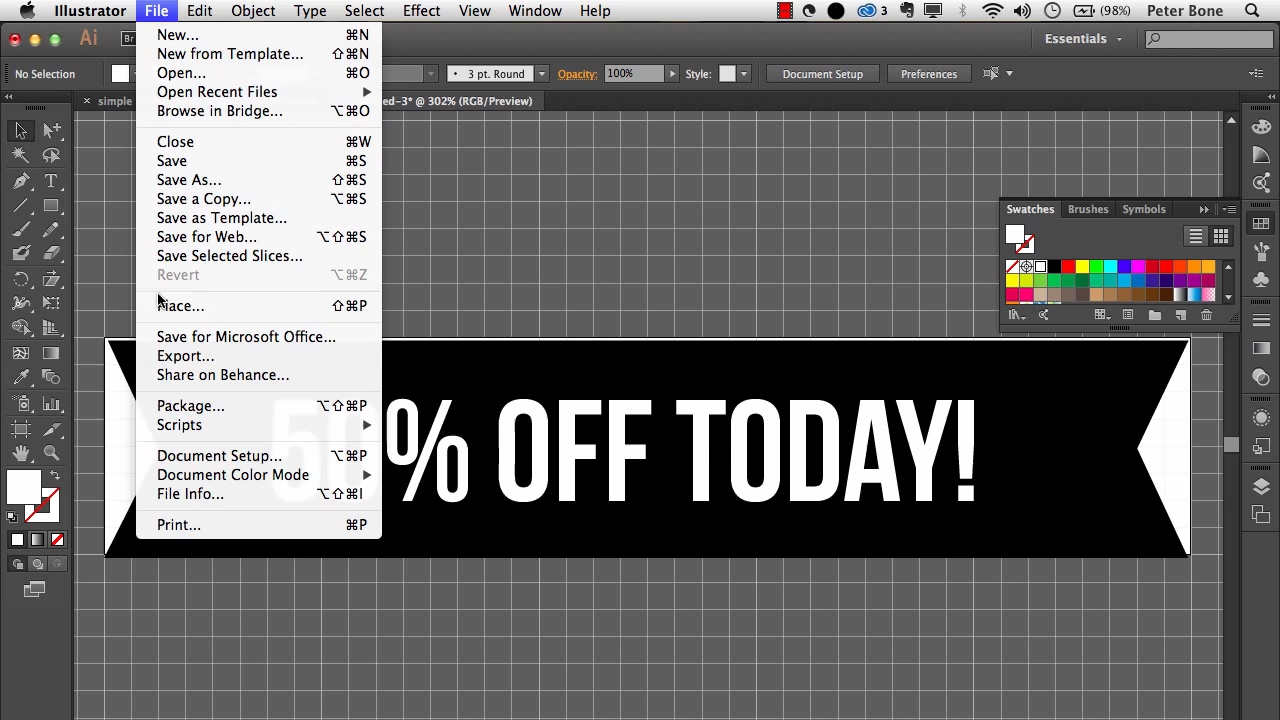 Illustrator File Edit Object Type Select Effect View Window Help 3 (98%) Peter Bone
Ai Br Essentials
No Selection 3 pt. Round Opacity: 100% Style: Document Setup Preferences
× simple ed-3* @ 302% (RGB/Preview)
New... ⌘N
New from Template... ⇧⌘N
Open... ⌘O
Open Recent Files
Browse in Bridge... ⌥⌘O
Close ⌘W
Save ⌘S
Save As... ⇧⌘S
Save a Copy... ⌥⌘S
Save as Template...
Save for Web... ⌥⇧⌘S
Save Selected Slices...
Revert ⌥⌘Z
Place... ⇧⌘P
Save for Microsoft Office...
Export...
Share on Behance...
Package... ⌥⇧⌘P
Scripts
Document Setup... ⌥⌘P
Document Color Mode
File Info... ⌥⇧⌘I
Print... ⌘P
Swatches Brushes Symbols
50% OFF TODAY!